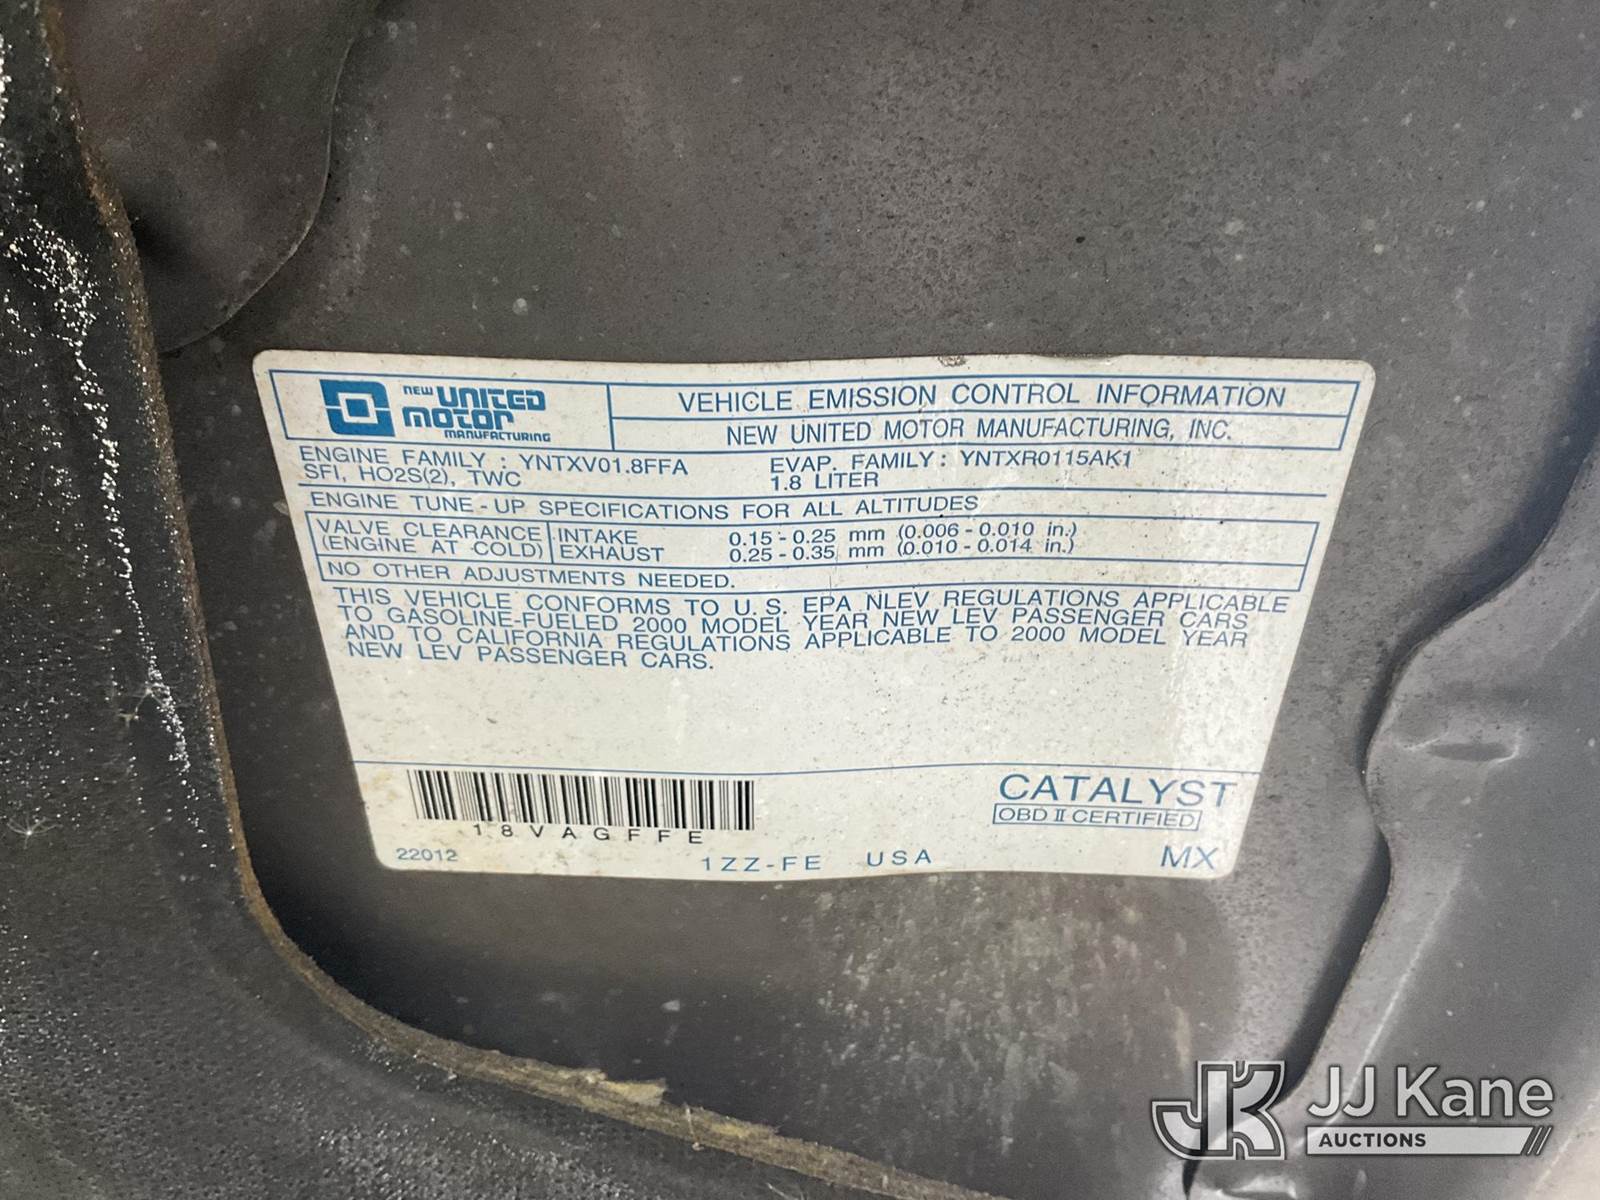 NEW UNITED
MOTOR
MANUFACTURING
VEHICLE EMISSION CONTROL INFORMATION
NEW UNITED MOTOR MANUFACTURING, INC.
ENGINE FAMILY : YNTXV01.8FFA EVAP. FAMILY : YNTXR0115AK1
SFI, HO2S(2), TWC 1.8 LITER
ENGINE TUNE-UP SPECIFICATIONS FOR ALL ALTITUDES
VALVE CLEARANCE INTAKE 0.15 - 0.25 mm (0.006 - 0.010 in.)
(ENGINE AT COLD) EXHAUST 0.25 - 0.35 mm (0.010 - 0.014 in.)
NO OTHER ADJUSTMENTS NEEDED.
THIS VEHICLE CONFORMS TO U.S. EPA NLEV REGULATIONS APPLICABLE
TO GASOLINE-FUELED 2000 MODEL YEAR NEW LEV PASSENGER CARS
AND TO CALIFORNIA REGULATIONS APPLICABLE TO 2000 MODEL YEAR
NEW LEV PASSENGER CARS.
18VAGFFE
CATALYST
OBD II CERTIFIED
22012 1ZZ-FE USA MX
JK JJ Kane
AUCTIONS